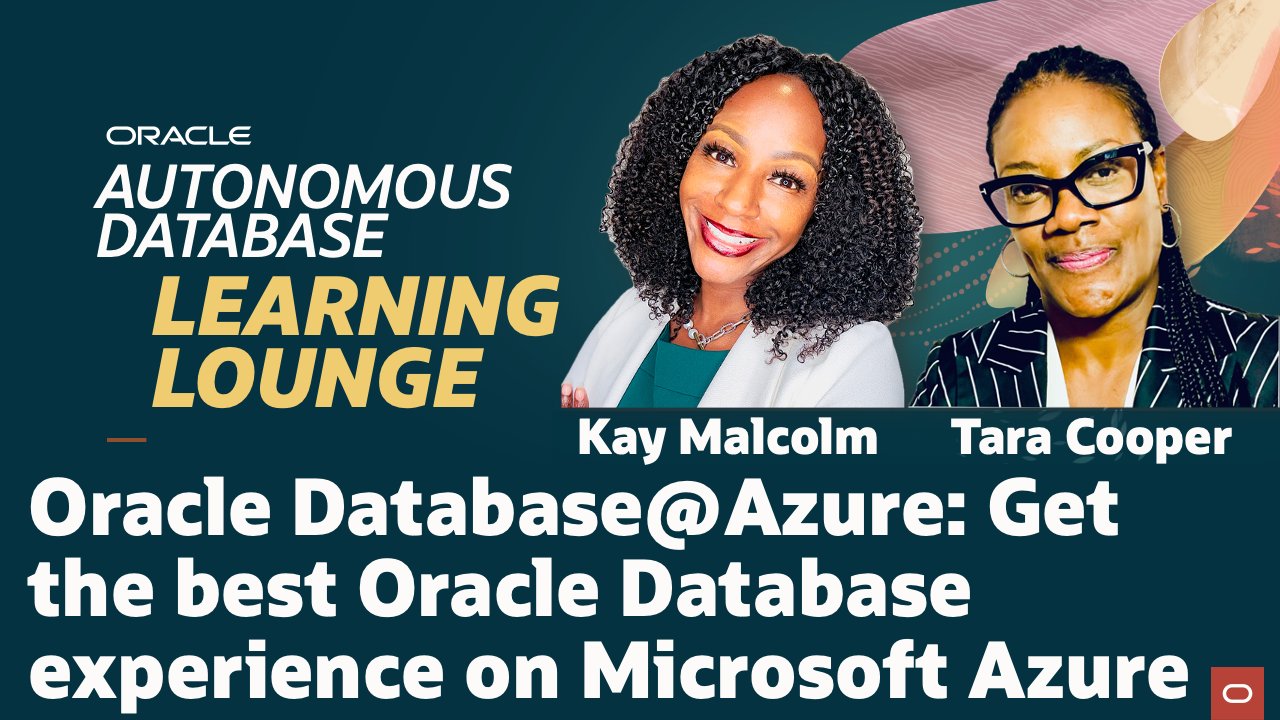 ORACLE
AUTONOMOUS
DATABASE
LEARNING
LOUNGE
Kay Malcolm
Tara Cooper
Oracle Database@Azure: Get
the best Oracle Database
experience on Microsoft Azure